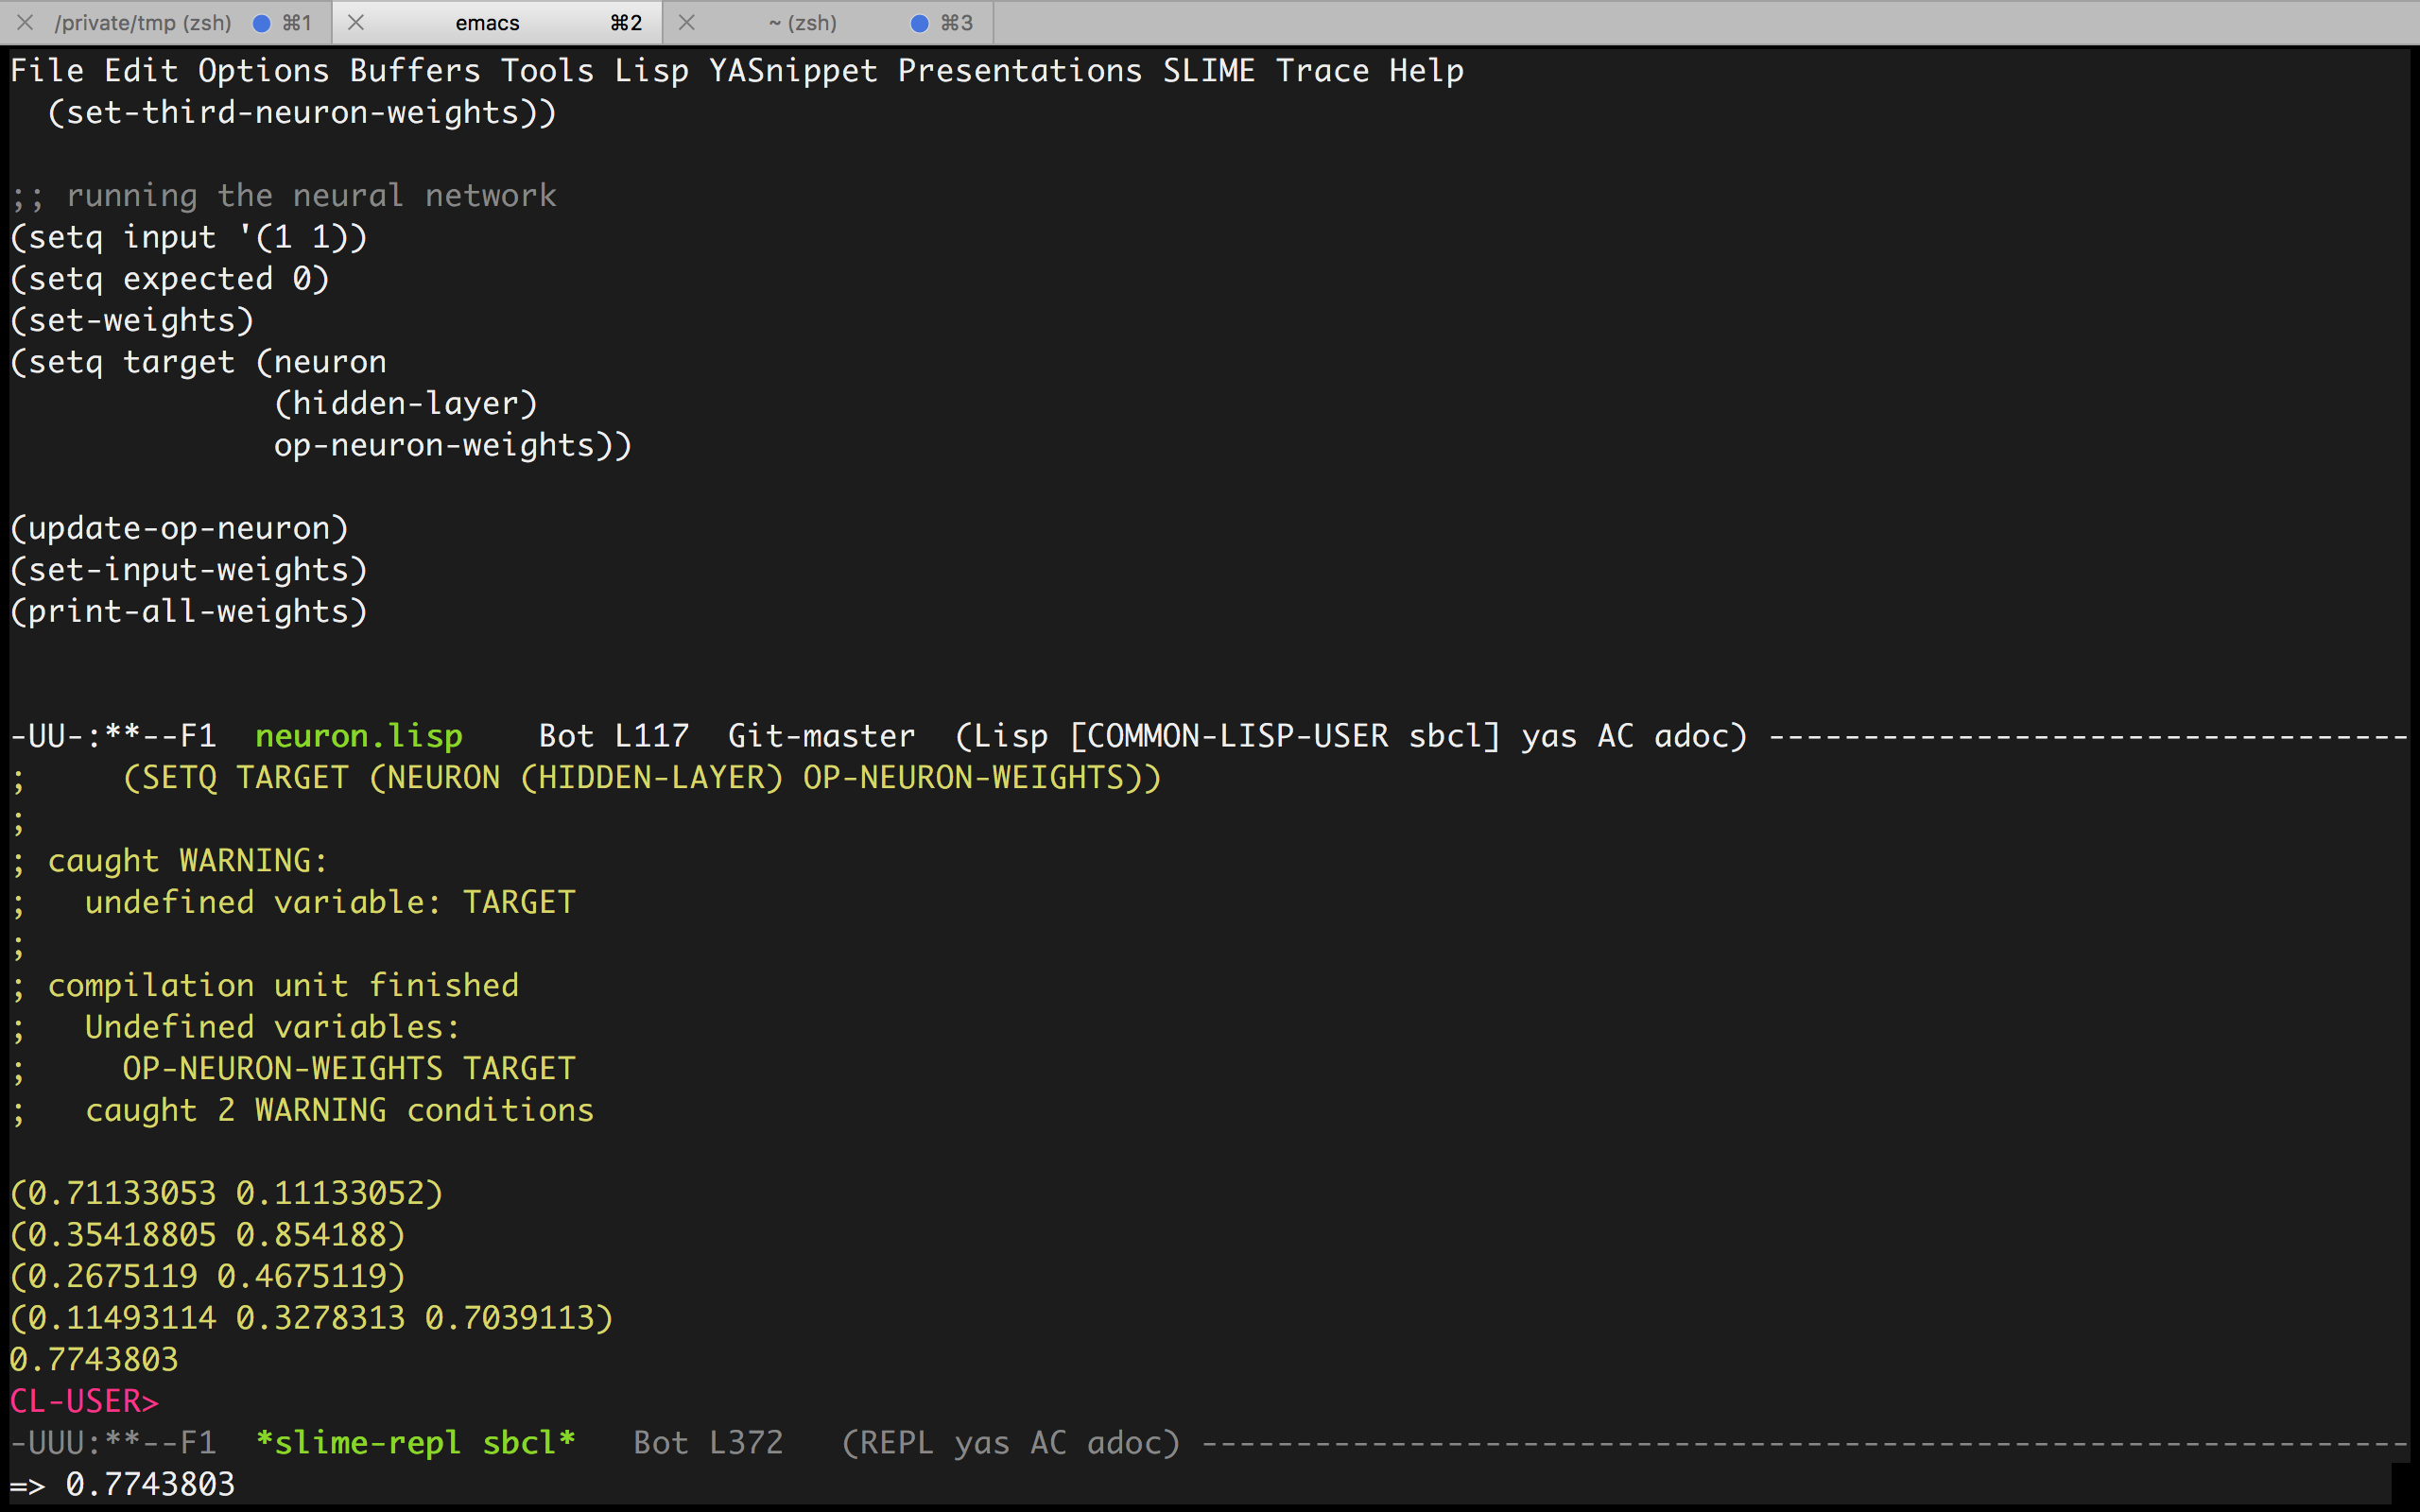 /private/tmp (zsh) ⌘1 emacs ⌘2 ~ (zsh) ⌘3
File Edit Options Buffers Tools Lisp YASnippet Presentations SLIME Trace Help
  (set-third-neuron-weights))

;; running the neural network
(setq input '(1 1))
(setq expected 0)
(set-weights)
(setq target (neuron
              (hidden-layer)
              op-neuron-weights))

(update-op-neuron)
(set-input-weights)
(print-all-weights)

-UU-:**--F1  neuron.lisp    Bot L117  Git-master  (Lisp [COMMON-LISP-USER sbcl] yas AC adoc) ----------------------------------
;     (SETQ TARGET (NEURON (HIDDEN-LAYER) OP-NEURON-WEIGHTS))
;
; caught WARNING:
;   undefined variable: TARGET
;
; compilation unit finished
;   Undefined variables:
;     OP-NEURON-WEIGHTS TARGET
;   caught 2 WARNING conditions

(0.71133053 0.11133052)
(0.35418805 0.854188)
(0.2675119 0.4675119)
(0.11493114 0.3278313 0.7039113)
0.7743803
CL-USER>
-UUU:**--F1  *slime-repl sbcl*   Bot L372   (REPL yas AC adoc) ----------------------------------------------------------------
=> 0.7743803